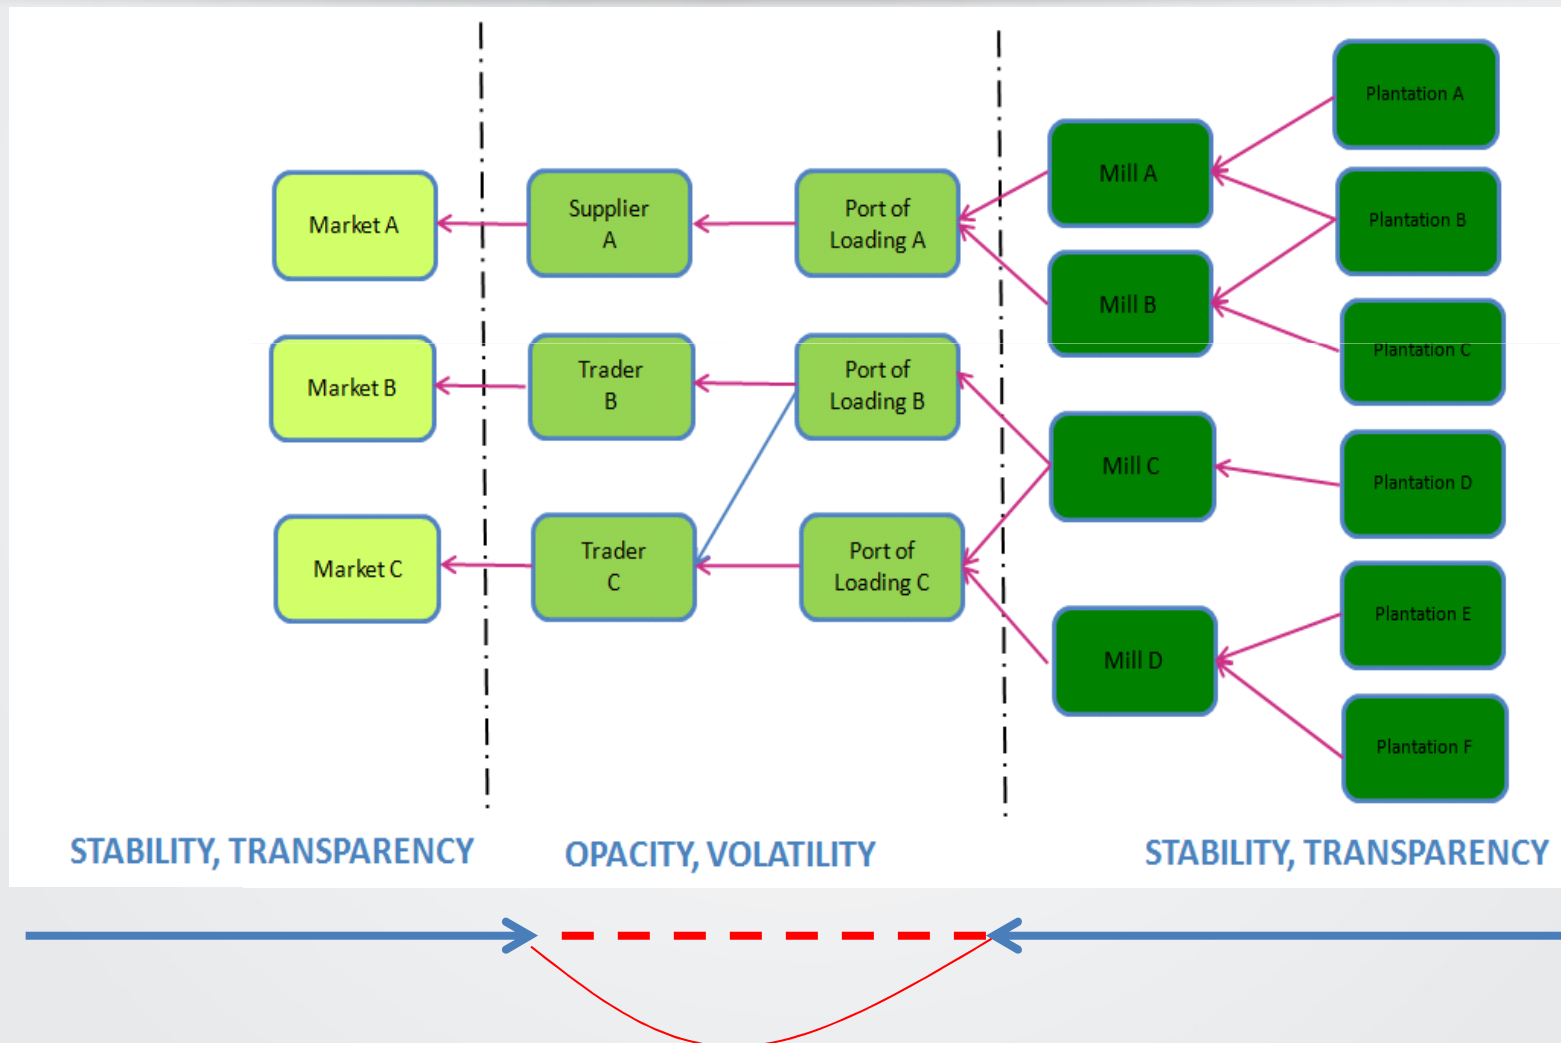 Market A
Supplier
A
Port of
Loading A
Mill A
Plantation A
Plantation B
Mill B
Plantation C
Market B
Trader
B
Port of
Loading B
Mill C
Plantation D
Market C
Trader
C
Port of
Loading C
Mill D
Plantation E
Plantation F
STABILITY, TRANSPARENCY
OPACITY, VOLATILITY
STABILITY, TRANSPARENCY